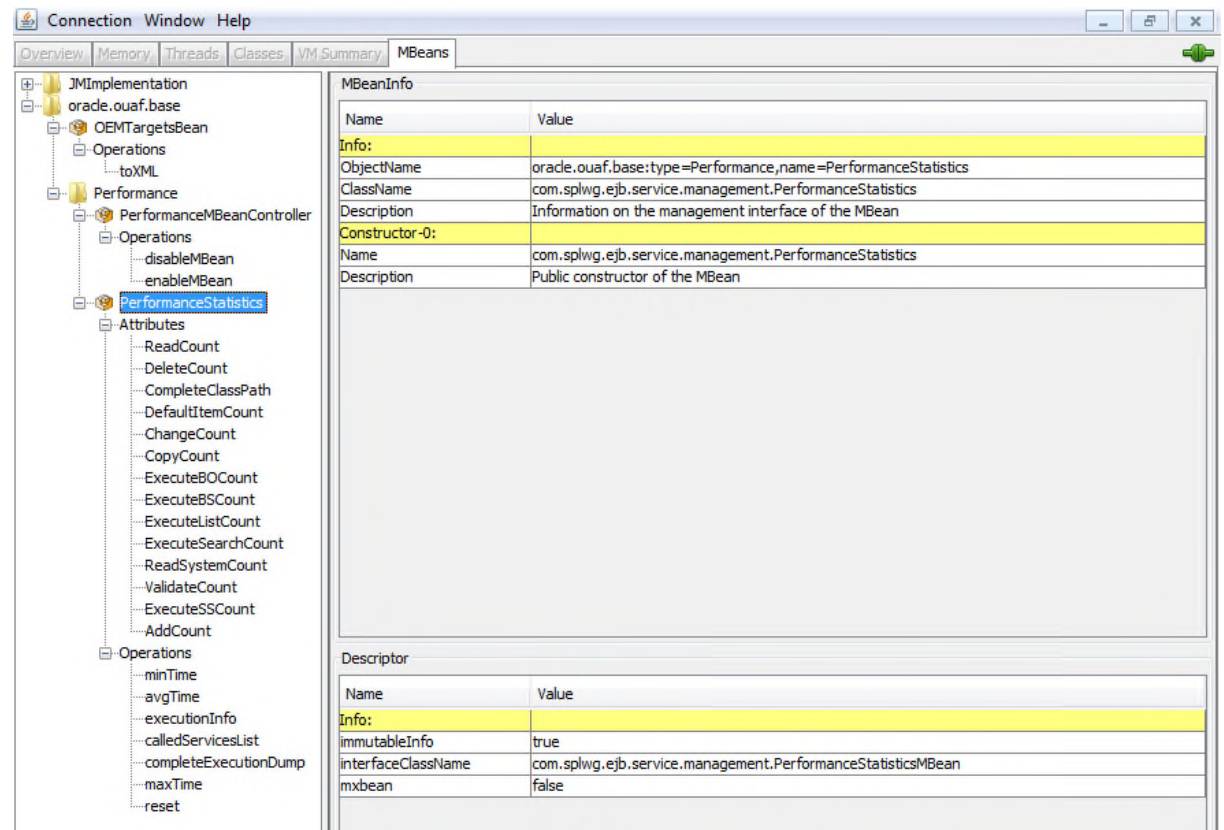 Connection Window Help
Overview Memory Threads Classes VM Summary MBeans
JMImplementation
oracle.ouaf.base
OEMTargetsBean
Operations
toXML
Performance
PerformanceMBeanController
Operations
disableMBean
enableMBean
PerformanceStatistics
Attributes
ReadCount
DeleteCount
CompleteClassPath
DefaultItemCount
ChangeCount
CopyCount
ExecuteBOCount
ExecuteBSCount
ExecuteListCount
ExecuteSearchCount
ReadSystemCount
ValidateCount
ExecuteSSCount
AddCount
Operations
minTime
avgTime
executionInfo
calledServicesList
completeExecutionDump
maxTime
reset
MBeanInfo
Name Value
Info:
ObjectName oracle.ouaf.base:type=Performance,name=PerformanceStatistics
ClassName com.splwg.ejb.service.management.PerformanceStatistics
Description Information on the management interface of the MBean
Constructor-0:
Name com.splwg.ejb.service.management.PerformanceStatistics
Description Public constructor of the MBean
Descriptor
Name Value
Info:
immutableInfo true
interfaceClassName com.splwg.ejb.service.management.PerformanceStatisticsMBean
mxbean false